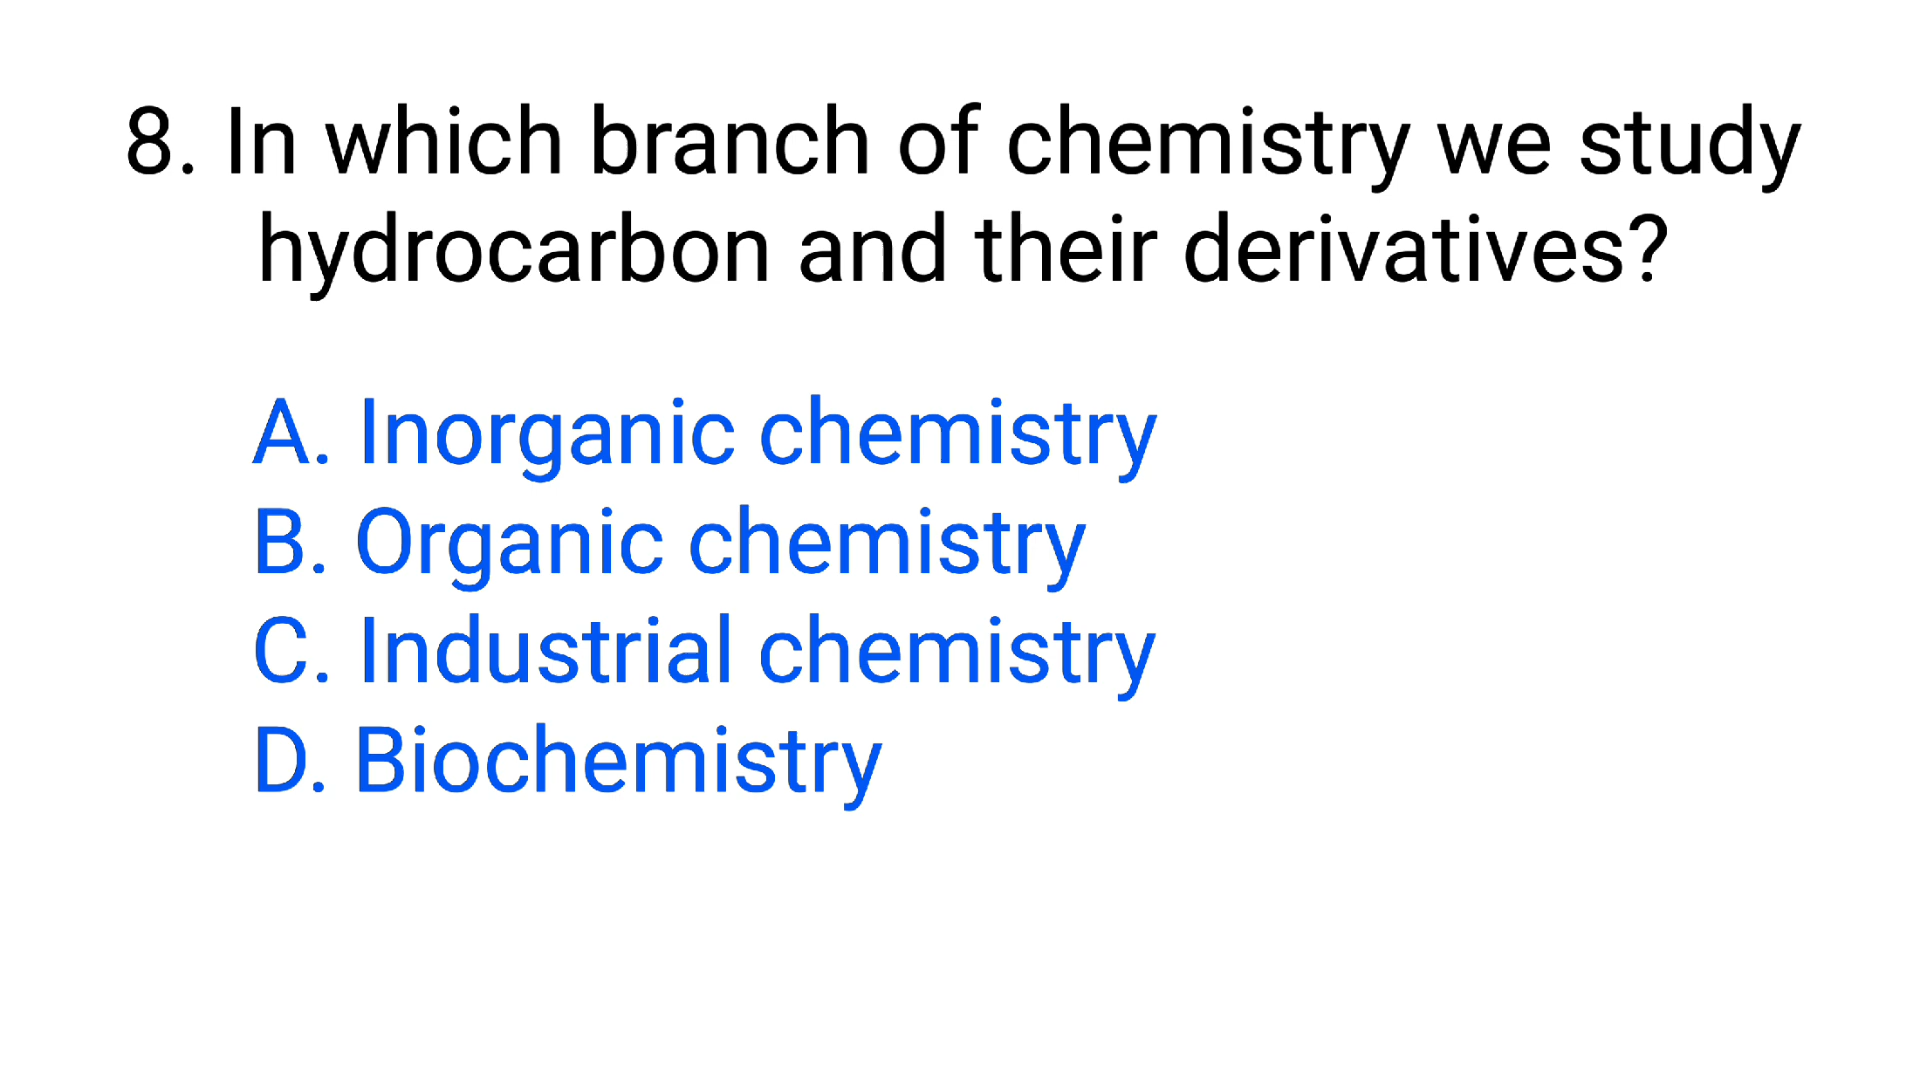 8. In which branch of chemistry we study
hydrocarbon and their derivatives?
A. Inorganic chemistry
B. Organic chemistry
C. Industrial chemistry
D. Biochemistry